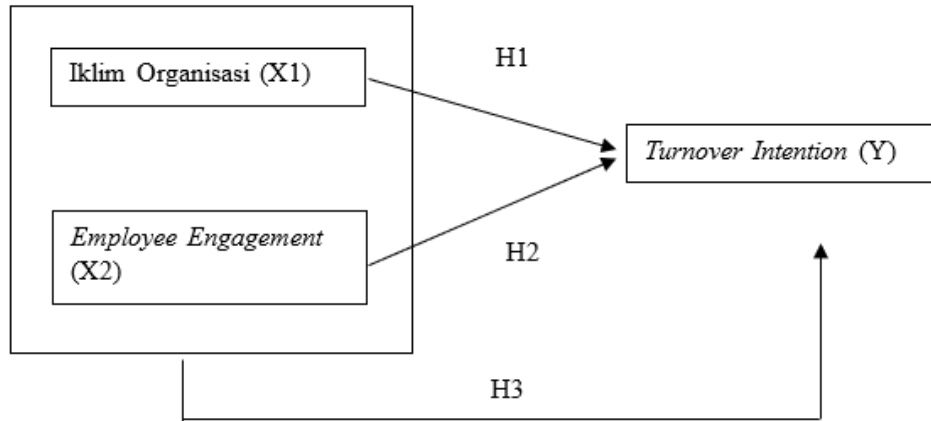 Iklim Organisasi (X1)
H1
Turnover Intention (Y)
Employee Engagement
(X2)
H2
H3